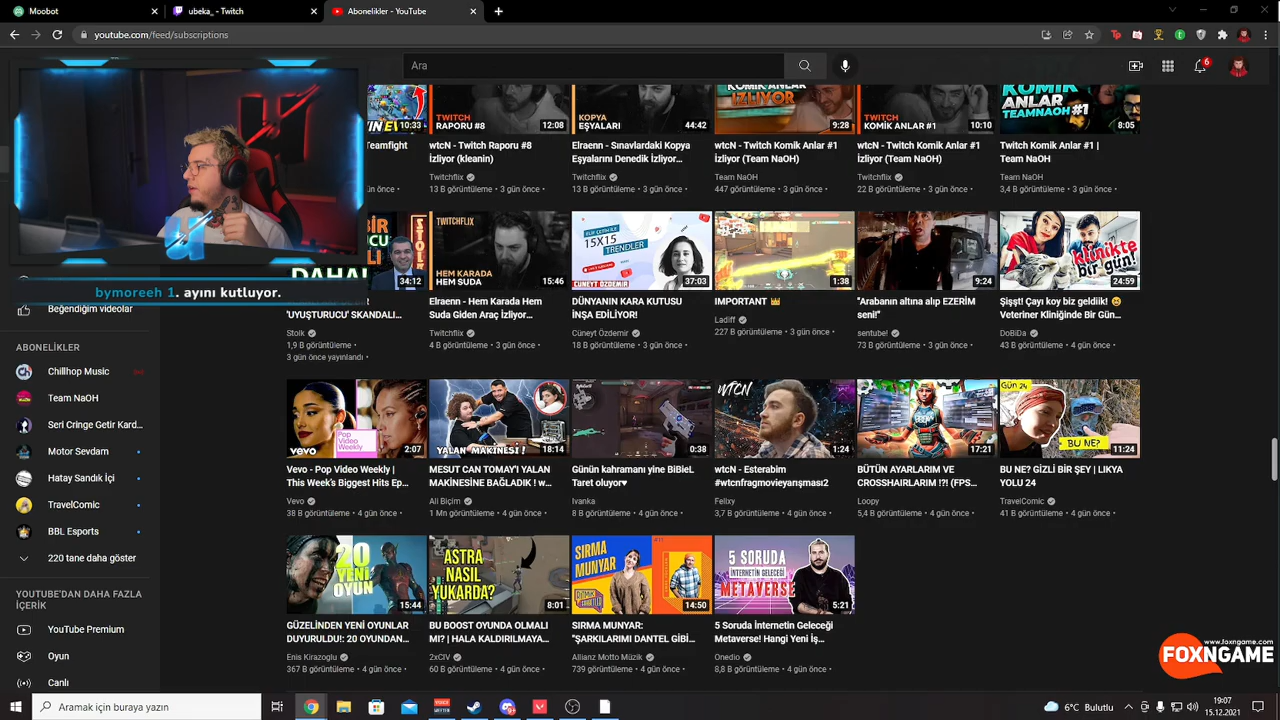 Moobot
ubeka_ - Twitch
Abonelikler - YouTube
youtube.com/feed/subscriptions
Ara
6
10:33
TWITCH
RAPORU #8
12:08
KOPYA
EŞYALARI
44:42
KOMİK ANLAR
İZLİYOR
9:28
TWITCH
KOMİK ANLAR #1
10:10
KOMİK
ANLAR
TEAMNAOH #1
8:05
Teamfight
wtcN - Twitch Raporu #8
İzliyor (kleanin)
Twitchflix
13 B görüntüleme • 3 gün önce •
Elraenn - Sınavlardaki Kopya
Eşyalarını Denedik İzliyor...
Twitchflix
13 B görüntüleme • 3 gün önce •
wtcN - Twitch Komik Anlar #1
İzliyor (Team NaOH)
Team NaOH
447 görüntüleme • 3 gün önce •
wtcN - Twitch Komik Anlar #1
İzliyor (Team NaOH)
Twitchflix
22 B görüntüleme • 3 gün önce •
Twitch Komik Anlar #1 |
Team NaOH
Team NaOH
3,4 B görüntüleme • 3 gün önce •
bymoreeh 1. ayını kutluyor.
34:12
TWITCHFLIX
HEM KARADA
HEM SUDA
15:46
15X15
TRENDLER
CÜNEYT ÖZDEMİR
37:03
1:38
9:24
klinikte
bir gün!
24:59
'UYUŞTURUCU' SKANDALI...
Stolk
1,9 B görüntüleme •
3 gün önce yayınlandı
Elraenn - Hem Karada Hem
Suda Giden Araç İzliyor...
Twitchflix
4 B görüntüleme • 3 gün önce •
DÜNYANIN KARA KUTUSU
İNŞA EDİLİYOR!
Cüneyt Özdemir
18 B görüntüleme • 3 gün önce •
IMPORTANT 👑
Ladiff
227 B görüntüleme • 3 gün önce •
"Arabanın altına alıp EZERİM
seni!"
sentube!
73 B görüntüleme • 3 gün önce •
Şişşt! Çayı koy biz geldiik! 😉
Veteriner Kliniğinde Bir Gün...
DoBiDa
43 B görüntüleme • 4 gün önce •
Beğendiğim videolar
ABONELİKLER
Chillhop Music
Team NaOH
Seri Cringe Getir Kard...
Motor Sevdam
Hatay Sandık İçi
TravelComic
BBL Esports
220 tane daha göster
YOUTUBE'DAN DAHA FAZLA
İÇERİK
YouTube Premium
Oyun
Canlı
vevo
Pop
Video
Weekly
2:07
YALAN MAKİNESİ!
18:14
0:38
WTCN
1:24
17:21
Gün 24
BU NE?
11:24
Vevo - Pop Video Weekly |
This Week's Biggest Hits Ep...
Vevo
38 B görüntüleme • 4 gün önce •
MESUT CAN TOMAY'I YALAN
MAKİNESİNE BAĞLADIK ! w...
Ali Biçim
1 Mn görüntüleme • 4 gün önce •
Günün kahramanı yine BiBieL
Taret oluyor♥
Ivanka
8 B görüntüleme • 4 gün önce •
wtcN - Esterabim
#wtcnfragmovieyarışması2
Felixy
3,7 B görüntüleme • 4 gün önce •
BÜTÜN AYARLARIM VE
CROSSHAIRLARIM !?! (FPS...
Loopy
5,4 B görüntüleme • 4 gün önce •
BU NE? GİZLİ BİR ŞEY | LIKYA
YOLU 24
TravelComic
41 B görüntüleme • 4 gün önce •
20
YENİ
OYUN
15:44
ASTRA
NASIL
YUKARDA?
8:01
SIRMA
MUNYAR
14:50
5 SORUDA
İNTERNETİN GELECEĞİ
METAVERSE
5:21
GÜZELİNDEN YENİ OYUNLAR
DUYURULDU!: 20 OYUNDAN...
Enis Kirazoglu
367 B görüntüleme • 4 gün önce •
BU BOOST OYUNDA OLMALI
MI? | HALA KALDIRILMAYA...
2xCIV
60 B görüntüleme • 4 gün önce •
SIRMA MUNYAR:
"ŞARKILARIMI DANTEL GİBİ...
Allianz Motto Müzik
739 görüntüleme • 4 gün önce •
5 Soruda İnternetin Geleceği
Metaverse! Hangi Yeni İş...
Onedio
8,8 B görüntüleme • 4 gün önce •
www.foxngame.com
FOXNGAME
Aramak için buraya yazın
6°C Bulutlu
19:07
15.12.2021